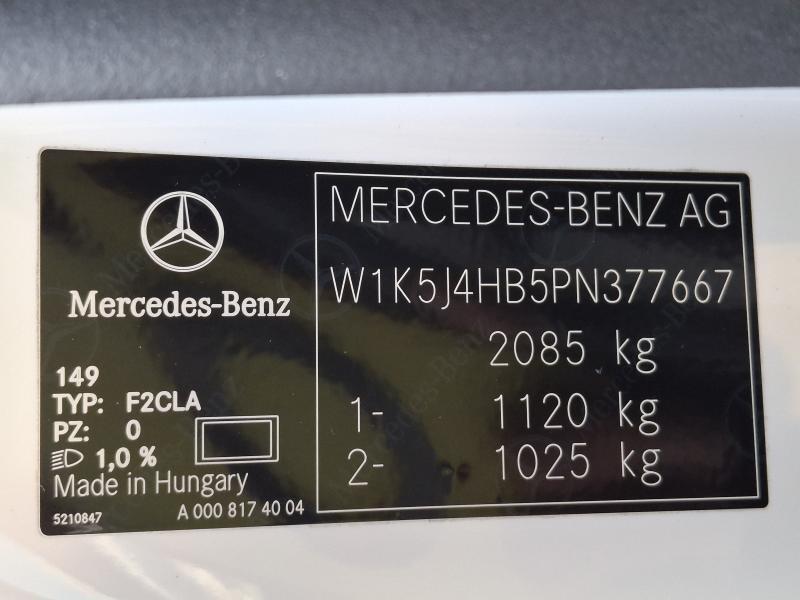 Mercedes-Benz
149
TYP: F2CLA
PZ: 0
1,0 %
Made in Hungary
5210847 A 000 817 40 04
MERCEDES-BENZ AG
W1K5J4HB5PN377667
2085 kg
1- 1120 kg
2- 1025 kg